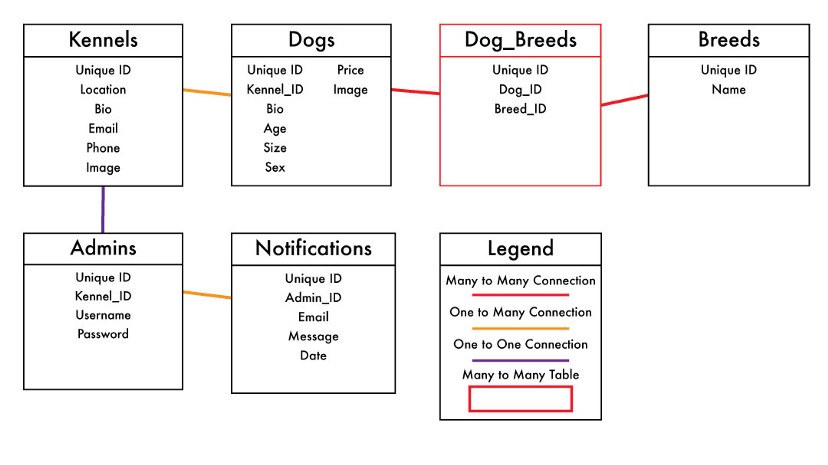 Kennels
Unique ID
Location
Bio
Email
Phone
Image
Dogs
Unique ID Price
Kennel_ID Image
Bio
Age
Size
Sex
Dog_Breeds
Unique ID
Dog_ID
Breed_ID
Breeds
Unique ID
Name
Admins
Unique ID
Kennel_ID
Username
Password
Notifications
Unique ID
Admin_ID
Email
Message
Date
Legend
Many to Many Connection
One to Many Connection
One to One Connection
Many to Many Table